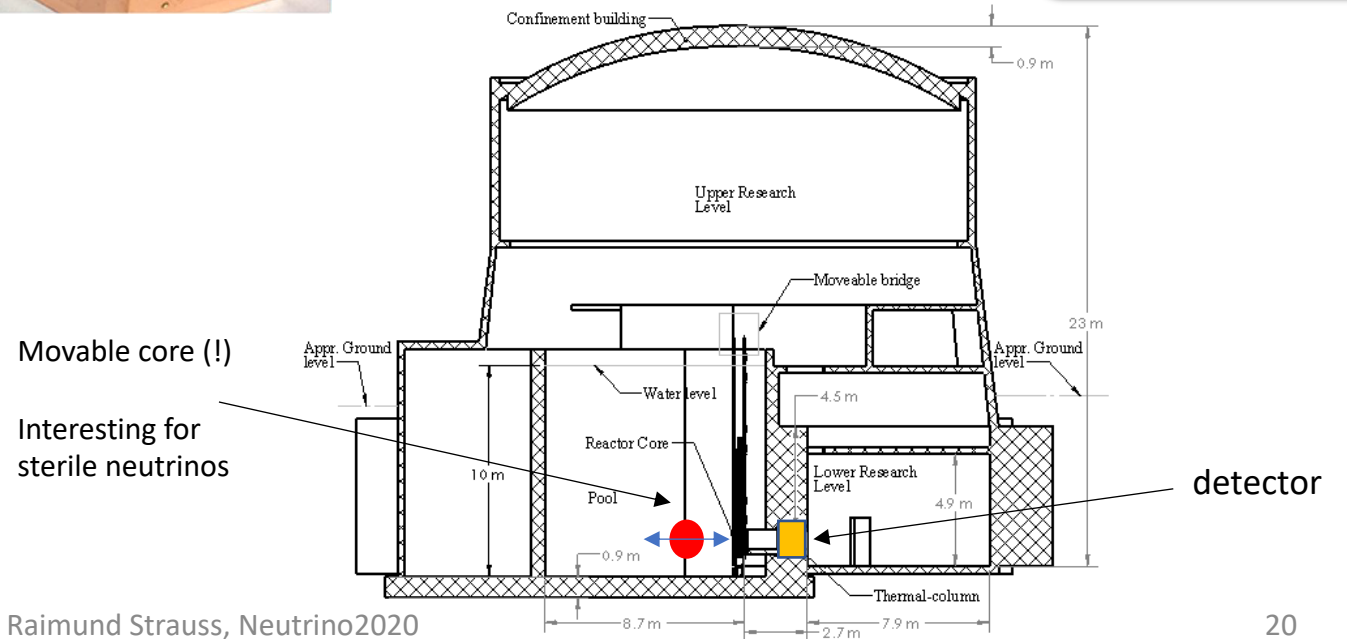 Confinement building
0.9 m
Upper Research
Level
Moveable bridge
23 m
Movable core (!)
Appr. Ground
level
Appr. Ground
level
Water level
4.5 m
Interesting for
sterile neutrinos
Reactor Core
10 m
Lower Research
Level
detector
Pool
4.9 m
0.9 m
Thermal-column
Raimund Strauss, Neutrino2020
8.7 m
2.7 m
7.9 m
20